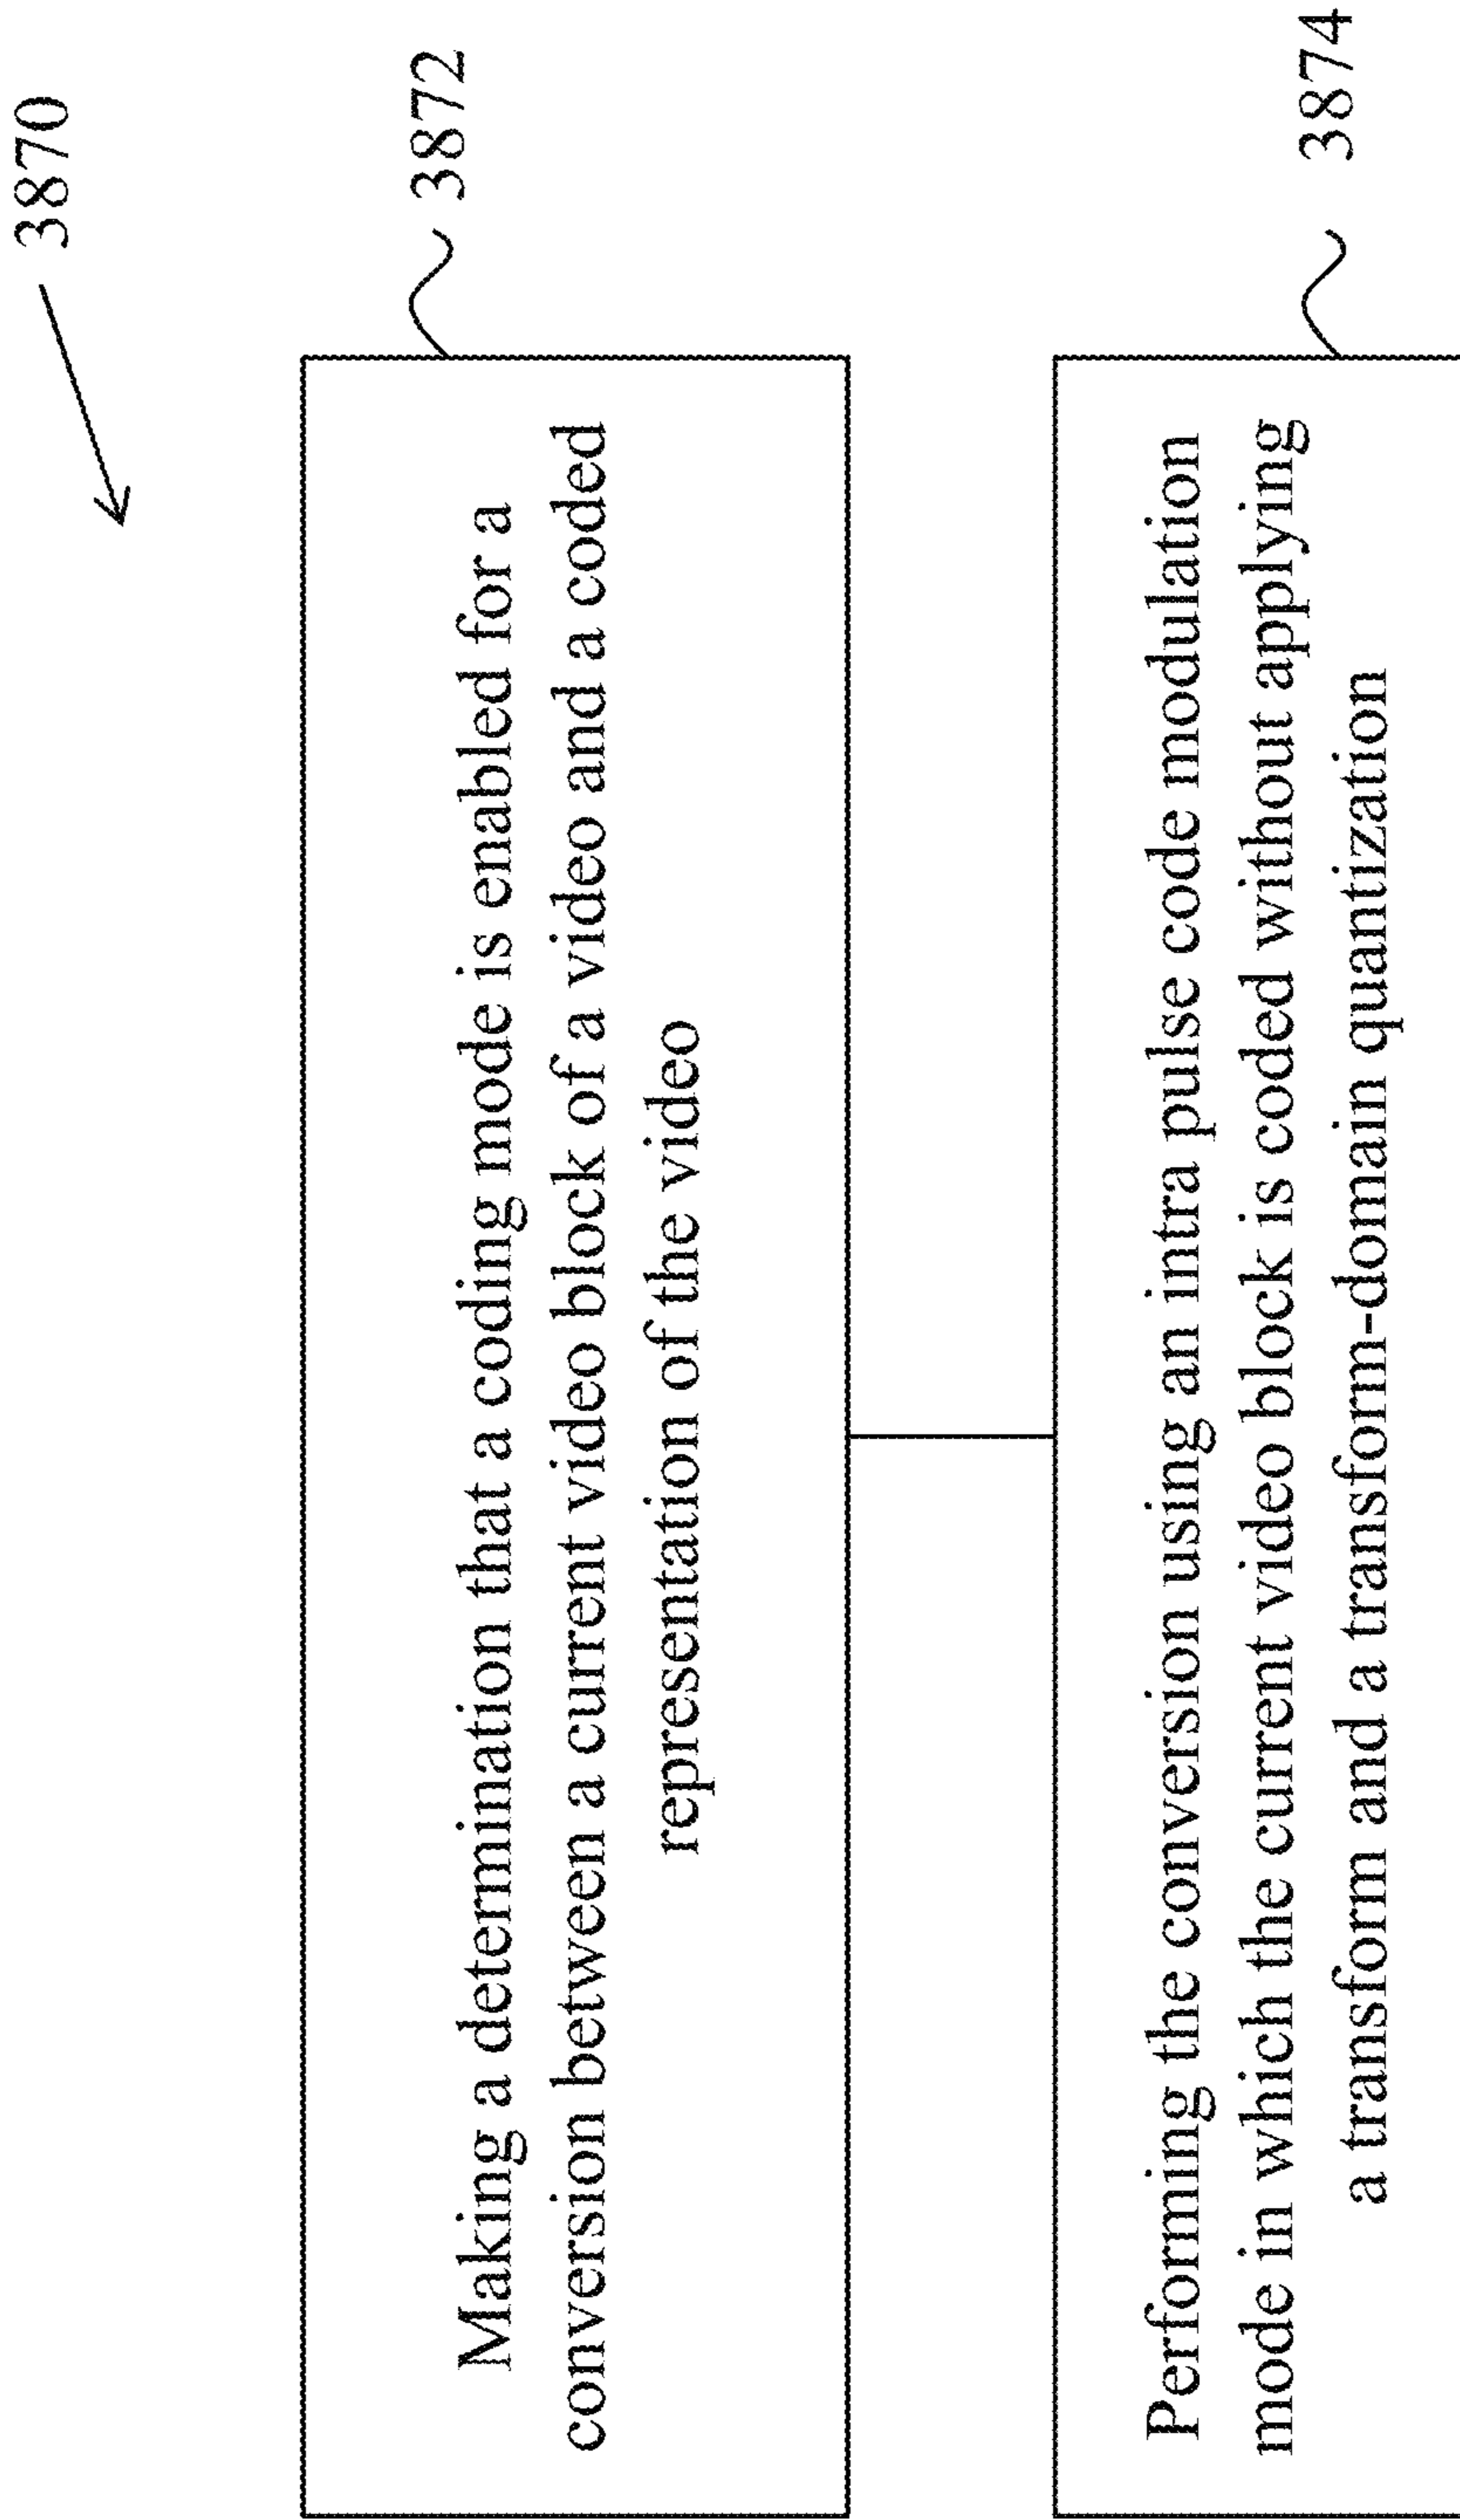 3870
Making a determination that a coding mode is enabled for a
conversion between a current video block of a video and a coded
representation of the video
3872
Performing the conversion using an intra pulse code modulation
mode in which the current video block is coded without applying
a transform and a transform-domain quantization
3874